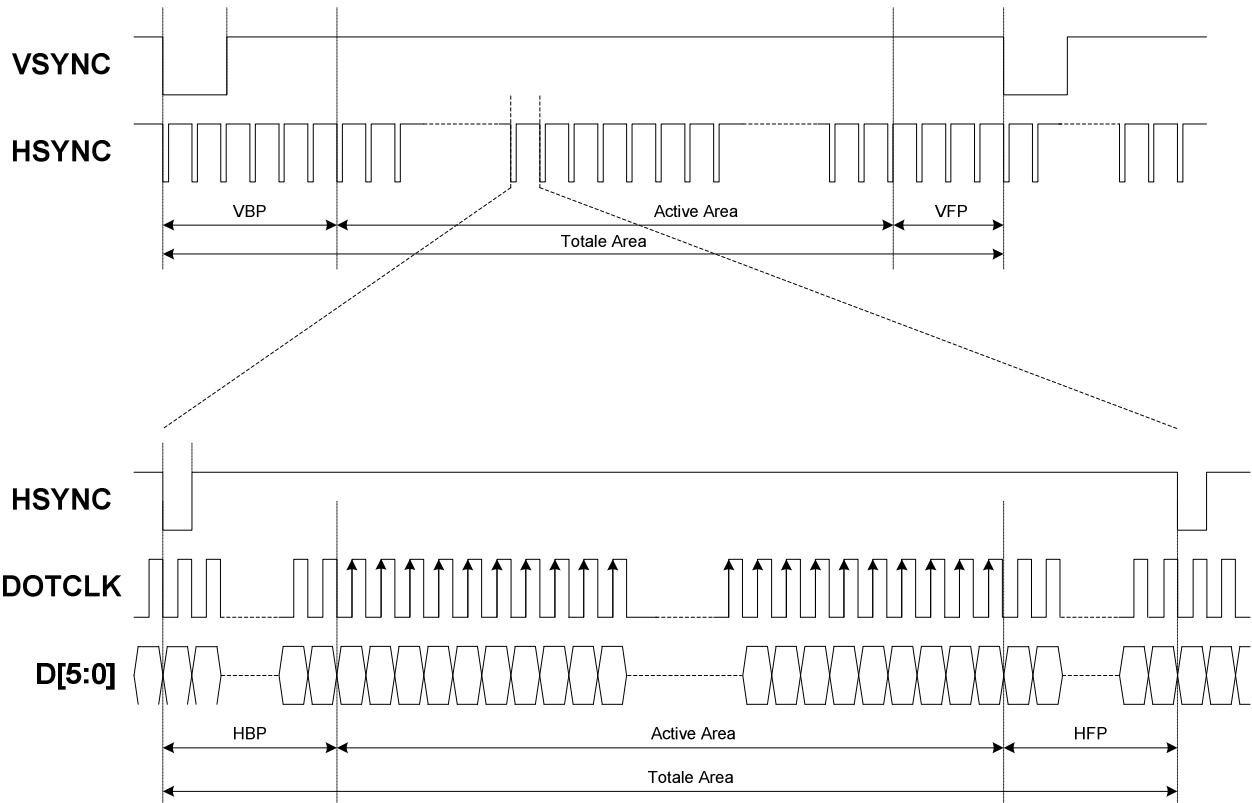 VSYNC
HSYNC
VBP
Active Area
VFP
Totale Area
HSYNC
DOTCLK
D[5:0]
HBP
Active Area
HFP
Totale Area